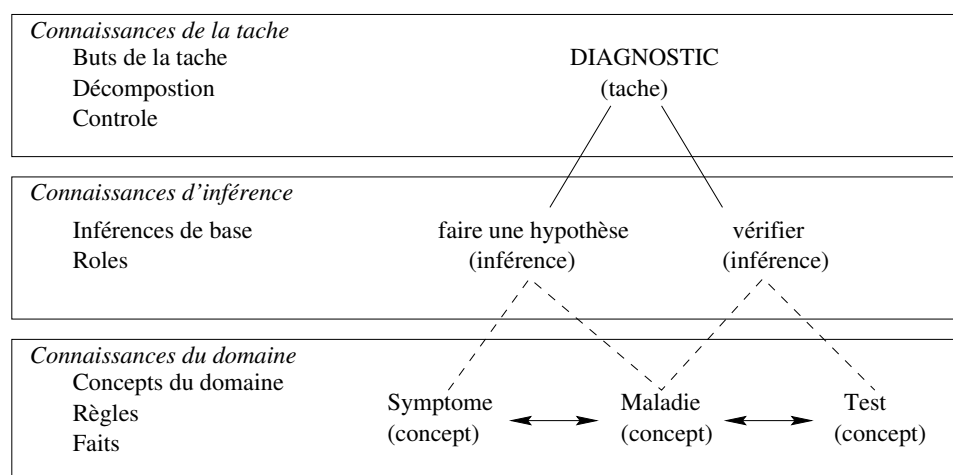 Connaissances de la tache
Buts de la tache
Décompostion
Controle
DIAGNOSTIC
(tache)
Connaissances d'inférence
Inférences de base
Roles
faire une hypothèse
(inférence)
vérifier
(inférence)
Connaissances du domaine
Concepts du domaine
Règles
Faits
Symptome
(concept)
Maladie
(concept)
Test
(concept)